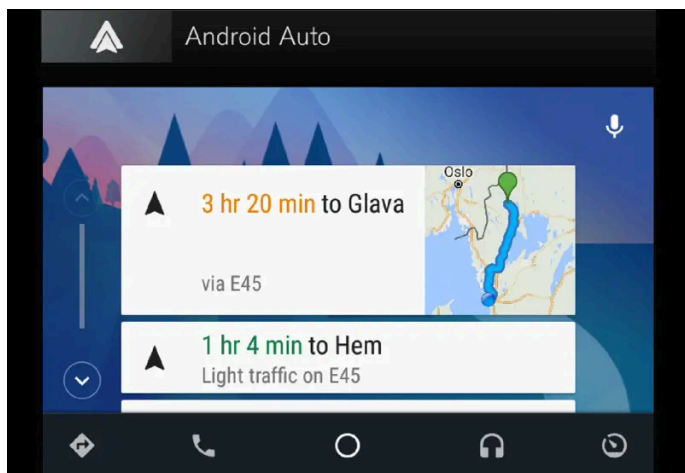 Android Auto
3 hr 20 min to Glava
via E45
Oslo
1 hr 4 min to Hem
Light traffic on E45